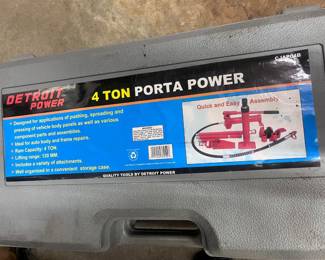 DETROIT
POWER
4 TON PORTA POWER
• Designed for applications of pushing, spreading and
pressing of vehicle body panels as well as various
component parts and assemblies.
• Ideal for auto body and frame repairs.
• Ram Capacity: 4 TON
• Lifting range: 120 MM
• Includes a variety of attachments.
• Well organized in a convenient storage case.
Quick and Easy Assembly
QUALITY TOOLS BY DETROIT POWER